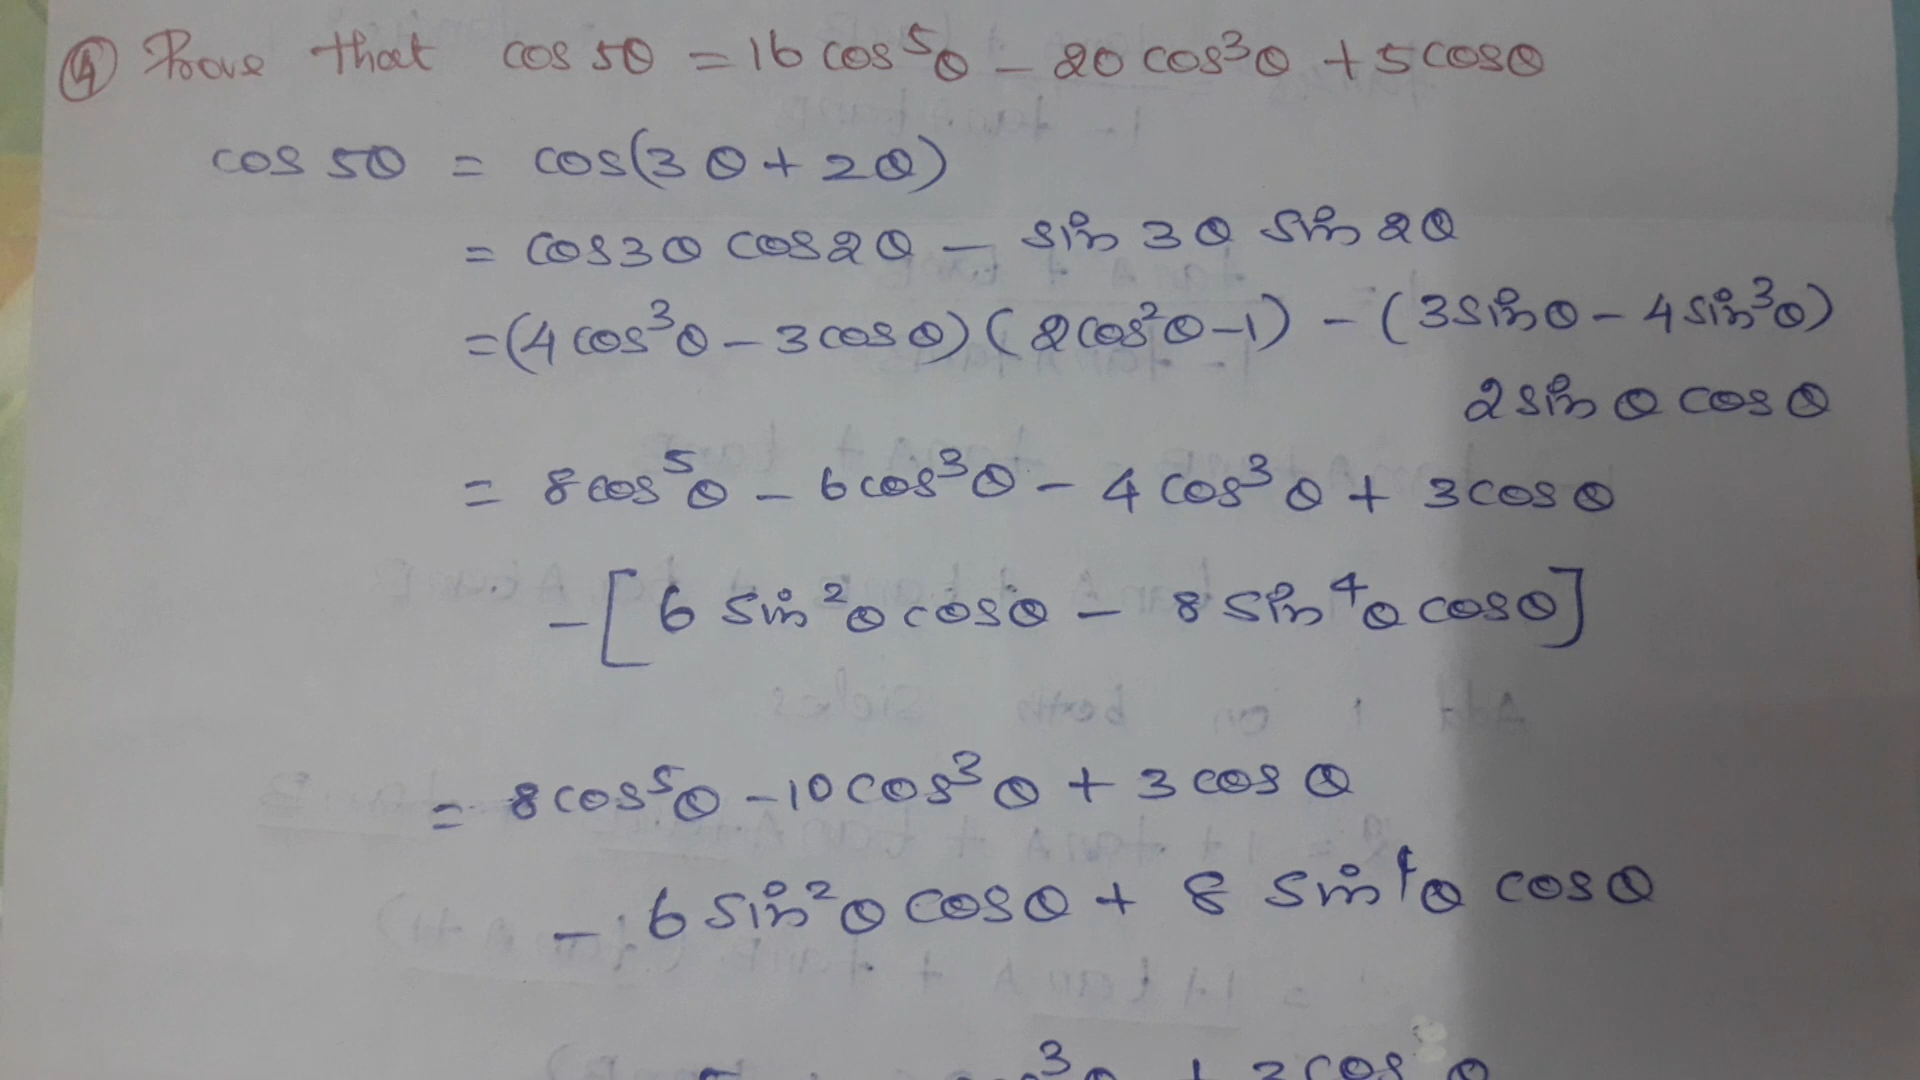 ④ Prove that cos 5θ = 16 cos⁵θ - 20 cos³θ + 5 cosθ
cos 5θ = cos(3θ + 2θ)
= cos3θ cos2θ - sin 3θ sin 2θ
= (4 cos³θ - 3 cosθ) (2 cos²θ - 1) - (3 sinθ - 4 sin³θ)
2 sin θ cos θ
= 8 cos⁵θ - 6 cos³θ - 4 cos³θ + 3 cos θ
- [6 sin²θ cosθ - 8 sin⁴θ cosθ]
= 8 cos⁵θ - 10 cos³θ + 3 cos θ
- 6 sin²θ cosθ + 8 sin⁴θ cosθ